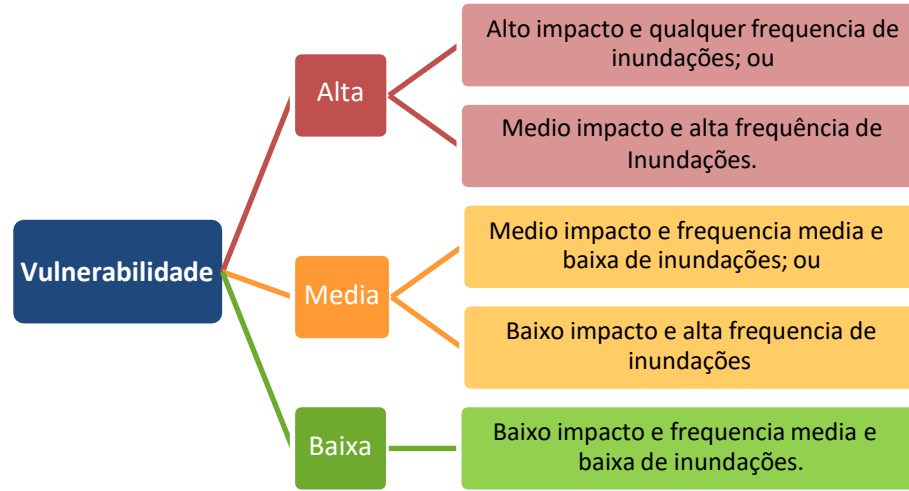 Vulnerabilidade
Alta
Alto impacto e qualquer frequencia de
inundações; ou
Medio impacto e alta frequência de
Inundações.
Media
Medio impacto e frequencia media e
baixa de inundações; ou
Baixo impacto e alta frequencia de
inundações
Baixa
Baixo impacto e frequencia media e
baixa de inundações.